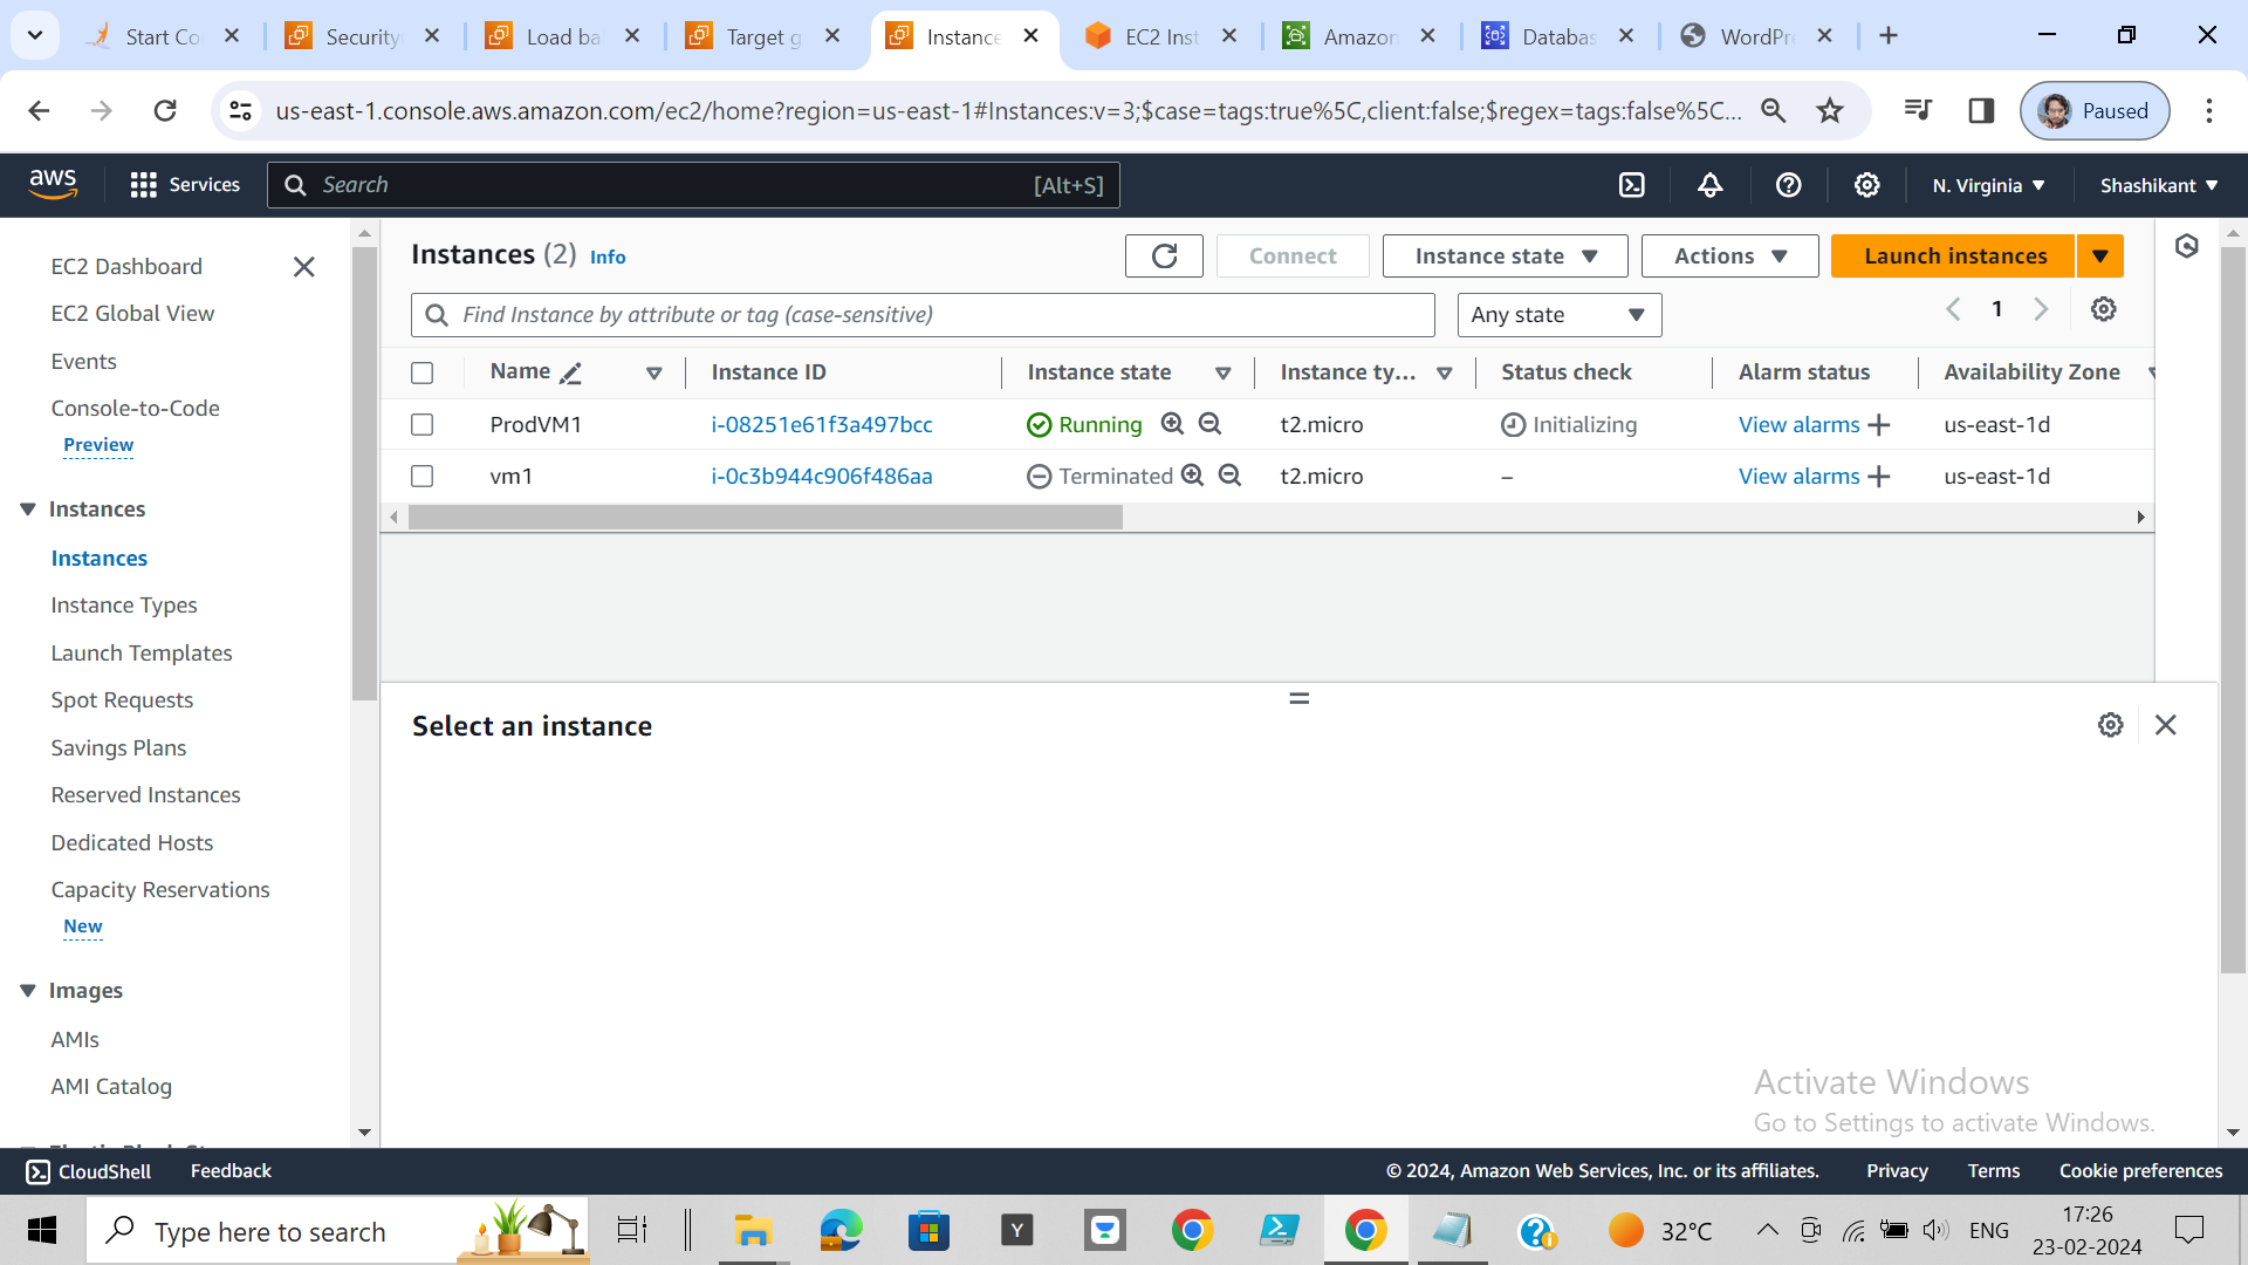 Start Co
Security
Load ba
Target g
Instance
EC2 Inst
Amazon
Databas
WordPr
us-east-1.console.aws.amazon.com/ec2/home?region=us-east-1#Instances:v=3;$case=tags:true%5C,client:false;$regex=tags:false%5C...
Paused
aws
Services
Search
[Alt+S]
N. Virginia
Shashikant
EC2 Dashboard
EC2 Global View
Events
Console-to-Code
Preview
Instances
Instances
Instance Types
Launch Templates
Spot Requests
Savings Plans
Reserved Instances
Dedicated Hosts
Capacity Reservations
New
Images
AMIs
AMI Catalog
Instances (2) Info
Connect
Instance state
Actions
Launch instances
Find Instance by attribute or tag (case-sensitive)
Any state
1
Name Instance ID Instance state Instance ty... Status check Alarm status Availability Zone
ProdVM1 i-08251e61f3a497bcc Running t2.micro Initializing View alarms us-east-1d
vm1 i-0c3b944c906f486aa Terminated t2.micro – View alarms us-east-1d
Select an instance
Activate Windows
Go to Settings to activate Windows.
CloudShell
Feedback
© 2024, Amazon Web Services, Inc. or its affiliates.
Privacy
Terms
Cookie preferences
Type here to search
Y
32°C
ENG
17:26
23-02-2024